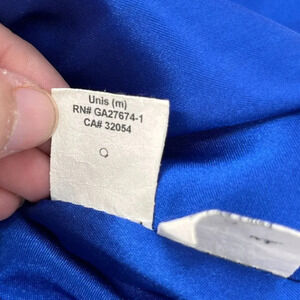 Unis (m)
RN# GA27674-1
CA# 32054